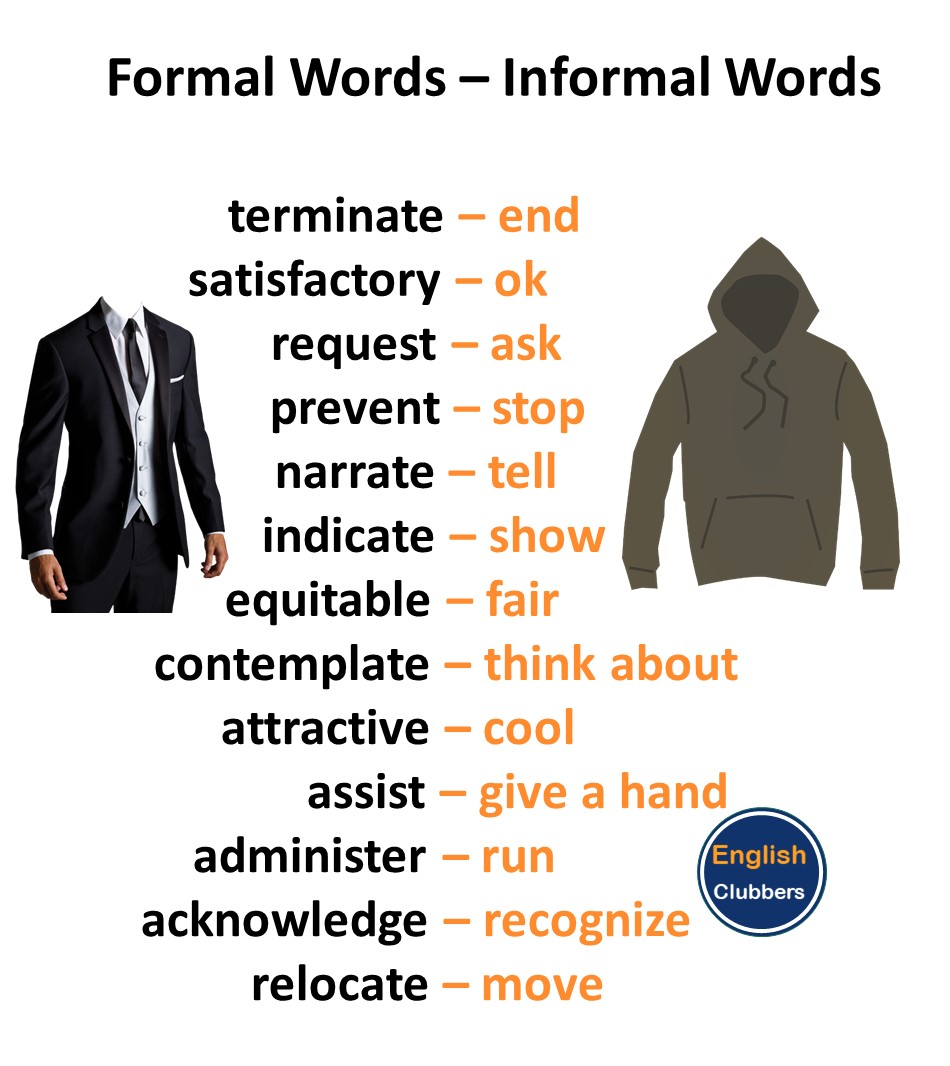 Formal Words – Informal Words
terminate – end
satisfactory – ok
request – ask
prevent – stop
narrate – tell
indicate – show
equitable – fair
contemplate – think about
attractive – cool
assist – give a hand
administer – run
English
Clubbers
acknowledge – recognize
relocate – move